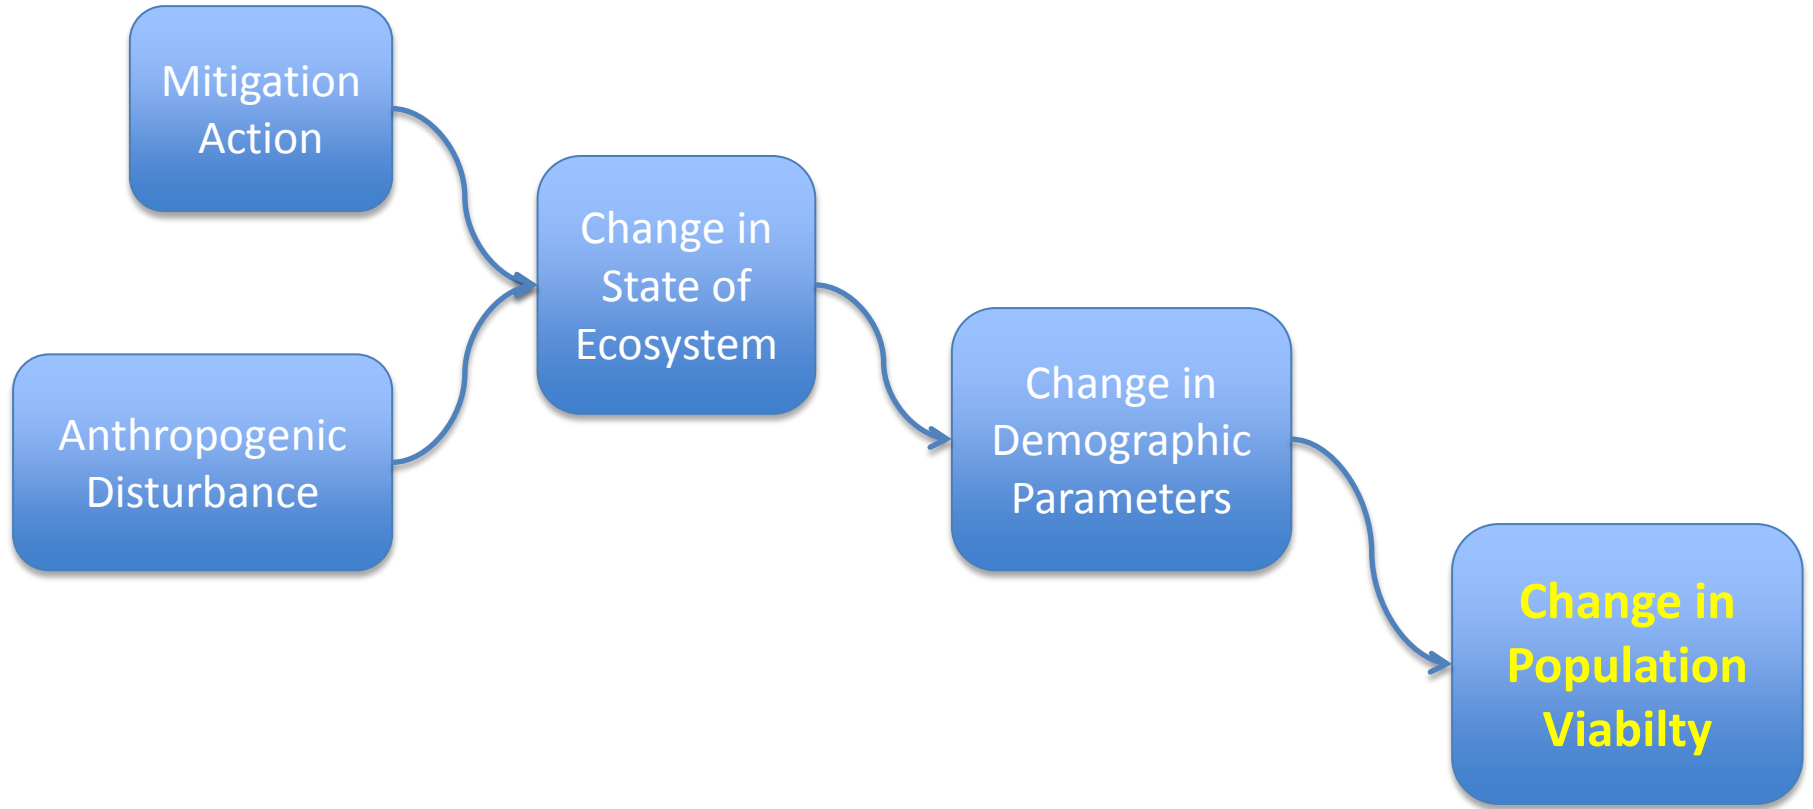 Mitigation
Action
Anthropogenic
Disturbance
Change in
State of
Ecosystem
Change in
Demographic
Parameters
Change in
Population
Viabilty